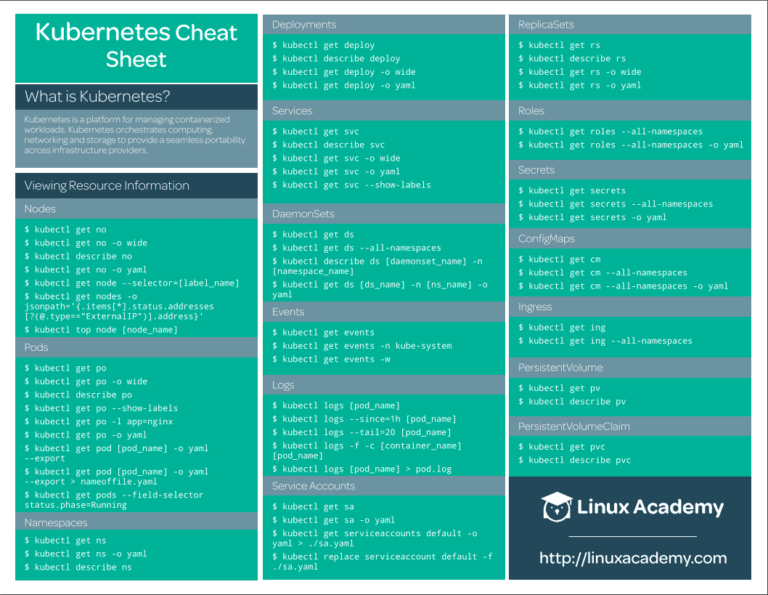 Kubernetes Cheat
Sheet
What is Kubernetes?
Kubernetes is a platform for managing containerized
workloads. Kubernetes orchestrates computing,
networking and storage to provide a seamless portability
across infrastructure providers.
Viewing Resource Information
Nodes
$ kubectl get no
$ kubectl get no -o wide
$ kubectl describe no
$ kubectl get no -o yaml
$ kubectl get node --selector=[label_name]
$ kubectl get nodes -o
jsonpath='{.items[*].status.addresses
[?(@.type=="ExternalIP")].address}'
$ kubectl top node [node_name]
Pods
$ kubectl get po
$ kubectl get po -o wide
$ kubectl describe po
$ kubectl get po --show-labels
$ kubectl get po -l app=nginx
$ kubectl get po -o yaml
$ kubectl get pod [pod_name] -o yaml
--export
$ kubectl get pod [pod_name] -o yaml
--export > nameoffile.yaml
$ kubectl get pods --field-selector
status.phase=Running
Namespaces
$ kubectl get ns
$ kubectl get ns -o yaml
$ kubectl describe ns
Deployments
$ kubectl get deploy
$ kubectl describe deploy
$ kubectl get deploy -o wide
$ kubectl get deploy -o yaml
Services
$ kubectl get svc
$ kubectl describe svc
$ kubectl get svc -o wide
$ kubectl get svc -o yaml
$ kubectl get svc --show-labels
DaemonSets
$ kubectl get ds
$ kubectl get ds --all-namespaces
$ kubectl describe ds [daemonset_name] -n
[namespace_name]
$ kubectl get ds [ds_name] -n [ns_name] -o
yaml
Events
$ kubectl get events
$ kubectl get events -n kube-system
$ kubectl get events -w
Logs
$ kubectl logs [pod_name]
$ kubectl logs --since=1h [pod_name]
$ kubectl logs --tail=20 [pod_name]
$ kubectl logs -f -c [container_name]
[pod_name]
$ kubectl logs [pod_name] > pod.log
Service Accounts
$ kubectl get sa
$ kubectl get sa -o yaml
$ kubectl get serviceaccounts default -o
yaml > ./sa.yaml
$ kubectl replace serviceaccount default -f
./sa.yaml
ReplicaSets
$ kubectl get rs
$ kubectl describe rs
$ kubectl get rs -o wide
$ kubectl get rs -o yaml
Roles
$ kubectl get roles --all-namespaces
$ kubectl get roles --all-namespaces -o yaml
Secrets
$ kubectl get secrets
$ kubectl get secrets --all-namespaces
$ kubectl get secrets -o yaml
ConfigMaps
$ kubectl get cm
$ kubectl get cm --all-namespaces
$ kubectl get cm --all-namespaces -o yaml
Ingress
$ kubectl get ing
$ kubectl get ing --all-namespaces
PersistentVolume
$ kubectl get pv
$ kubectl describe pv
PersistentVolumeClaim
$ kubectl get pvc
$ kubectl describe pvc
Linux Academy
http://linuxacademy.com